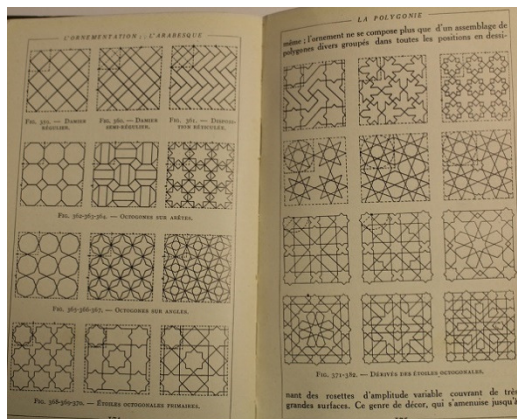 L'ORNEMENTATION : L'ARABESQUE
FIG. 359. — DAMIER
RÉGULIER.
FIG. 360. — DAMIER
SEMI-RÉGULIER.
FIG. 361. — DISPOSI-
TION RÉTICULÉE.
FIG. 362-363-364. — OCTOGONES SUR ARÊTES.
FIG. 365-366-367. — OCTOGONES SUR ANGLES.
FIG. 368-369-370. — ÉTOILES OCTOGONALES PRIMAIRES.
LA POLYGONIE
même ; l'ornement ne se compose plus que d'un assemblage de
polygones divers groupés dans toutes les positions en dessi-
FIG. 371-382. — DÉRIVÉS DES ÉTOILES OCTOGONALES.
nant des rosettes d'amplitude variable couvrant de très
grandes surfaces. Ce genre de décor, qui s'amenuise jusqu'à